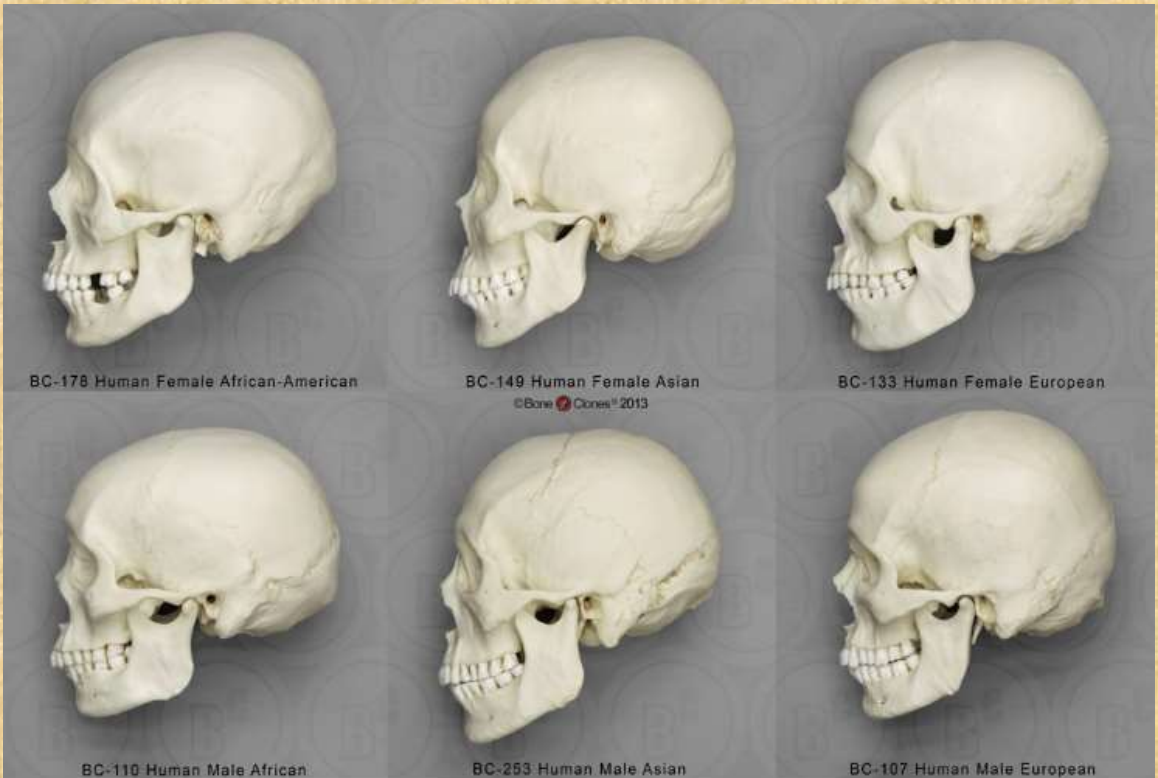 BC-178 Human Female African-American
BC-149 Human Female Asian
BC-133 Human Female European
©Bone Clones® 2013
BC-110 Human Male African
BC-253 Human Male Asian
BC-107 Human Male European